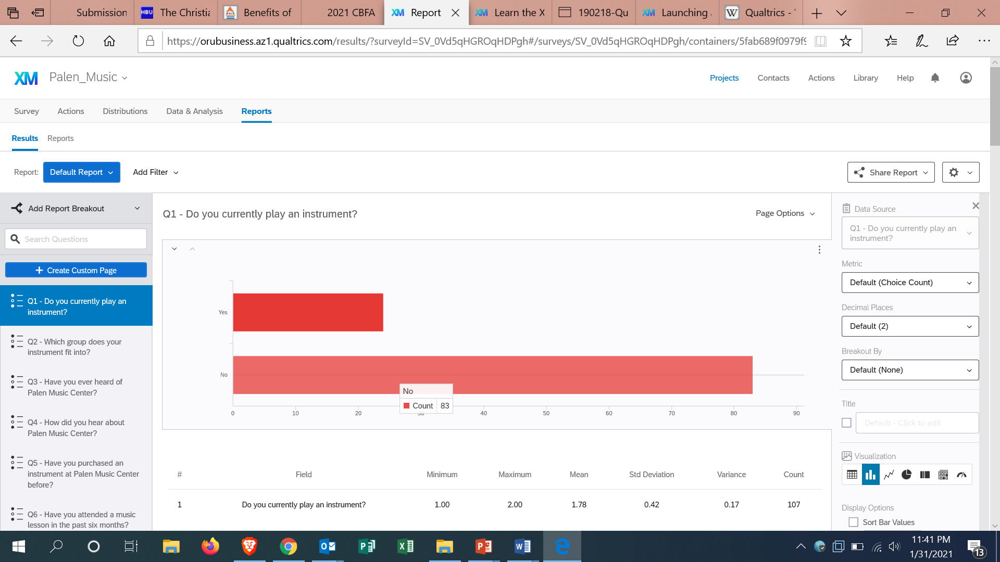 Submission
HBU The Christia
Benefits of
2021 CBFA
XM Report
XM Learn the X
190218-Qu
XM Launching
W Qualtrics -
https://orubusiness.az1.qualtrics.com/results/?surveyId=SV_0Vd5qHGROqHDPgh#/surveys/SV_0Vd5qHGROqHDPgh/containers/5fab689f0979f9
XM Palen_Music
Projects Contacts Actions Library Help
Survey Actions Distributions Data & Analysis Reports
Results Reports
Report: Default Report Add Filter
Share Report
Add Report Breakout
Search Questions
+ Create Custom Page
Q1 - Do you currently play an
instrument?
Q2 - Which group does your
instrument fit into?
Q3 - Have you ever heard of
Palen Music Center?
Q4 - How did you hear about
Palen Music Center?
Q5 - Have you purchased an
instrument at Palen Music Center
before?
Q6 - Have you attended a music
lesson in the past six months?
Q1 - Do you currently play an instrument?
Page Options
Yes
No
No
Count 83
0 10 20 30 40 50 60 70 80 90
# Field Minimum Maximum Mean Std Deviation Variance Count
1 Do you currently play an instrument? 1.00 2.00 1.78 0.42 0.17 107
Data Source
Q1 - Do you currently play an
instrument?
Metric
Default (Choice Count)
Decimal Places
Default (2)
Breakout By
Default (None)
Title
Default - Click to edit
Visualization
Display Options
Sort Bar Values
11:41 PM
1/31/2021
13